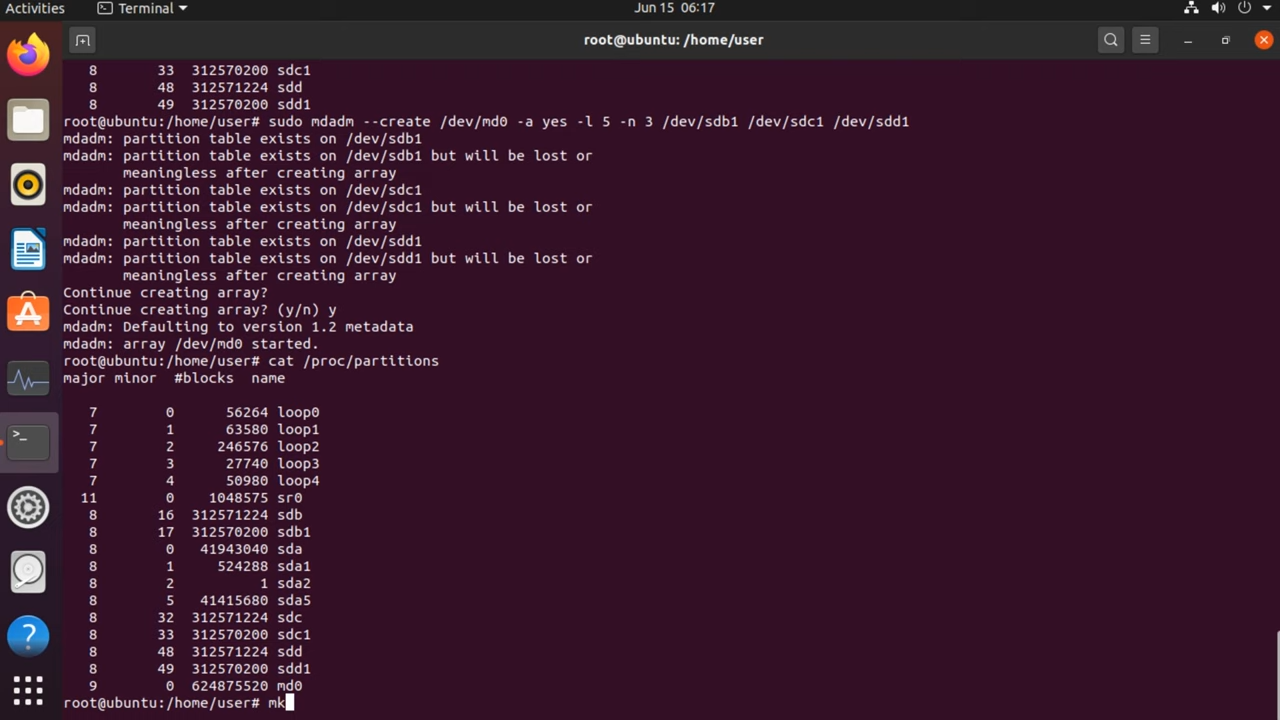 Activities
Terminal
Jun 15 06:17
root@ubuntu: /home/user
8 33 312570200 sdc1
8 48 312571224 sdd
8 49 312570200 sdd1
root@ubuntu:/home/user# sudo mdadm --create /dev/md0 -a yes -l 5 -n 3 /dev/sdb1 /dev/sdc1 /dev/sdd1
mdadm: partition table exists on /dev/sdb1
mdadm: partition table exists on /dev/sdb1 but will be lost or
meaningless after creating array
mdadm: partition table exists on /dev/sdc1
mdadm: partition table exists on /dev/sdc1 but will be lost or
meaningless after creating array
mdadm: partition table exists on /dev/sdd1
mdadm: partition table exists on /dev/sdd1 but will be lost or
meaningless after creating array
Continue creating array?
Continue creating array? (y/n) y
mdadm: Defaulting to version 1.2 metadata
mdadm: array /dev/md0 started.
root@ubuntu:/home/user# cat /proc/partitions
major minor #blocks name
7 0 56264 loop0
7 1 63580 loop1
7 2 246576 loop2
7 3 27740 loop3
7 4 50980 loop4
11 0 1048575 sr0
8 16 312571224 sdb
8 17 312570200 sdb1
8 0 41943040 sda
8 1 524288 sda1
8 2 1 sda2
8 5 41415680 sda5
8 32 312571224 sdc
8 33 312570200 sdc1
8 48 312571224 sdd
8 49 312570200 sdd1
9 0 624875520 md0
root@ubuntu:/home/user# mk